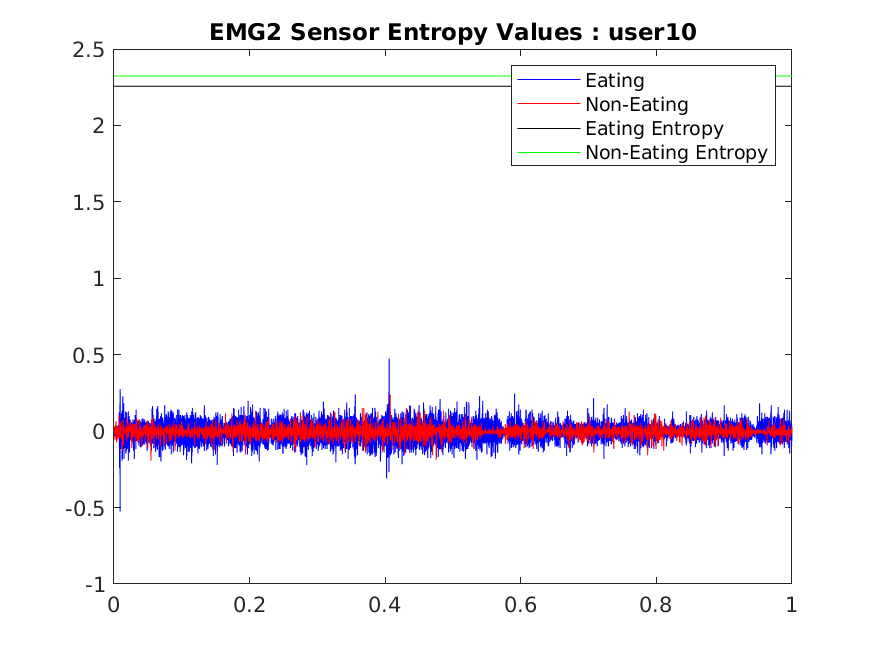 EMG2 Sensor Entropy Values : user10
2.5
2
1.5
1
0.5
0
-0.5
-1
0
0.2
0.4
0.6
0.8
1
Eating
Non-Eating
Eating Entropy
Non-Eating Entropy